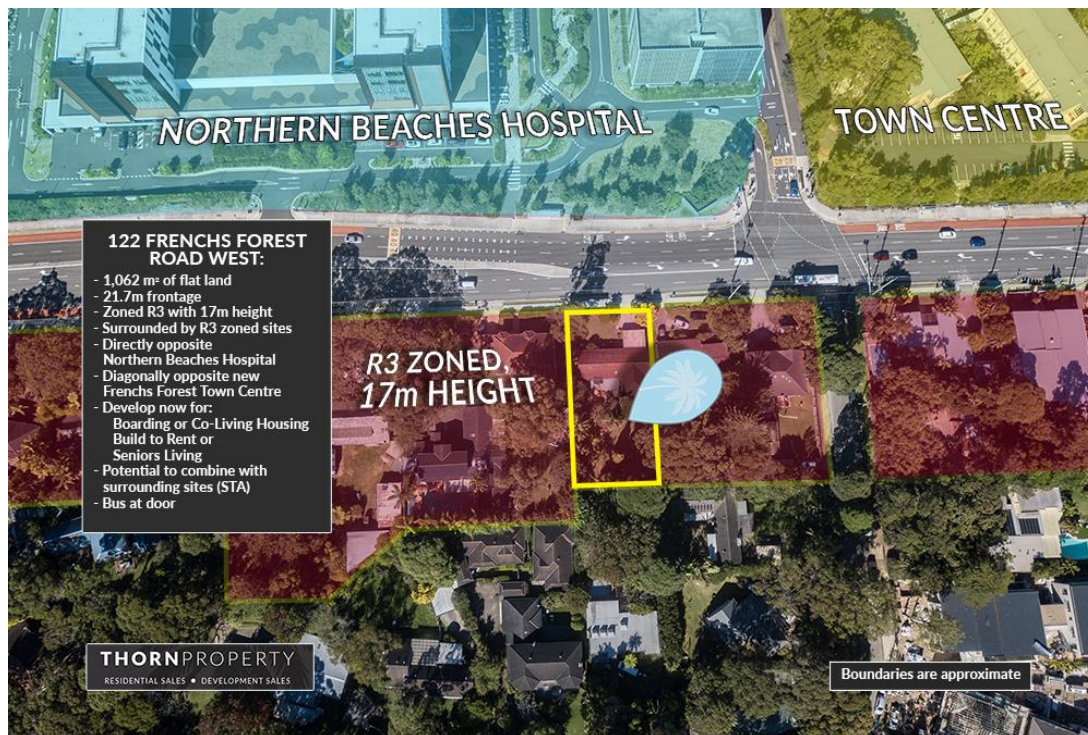 NORTHERN BEACHES HOSPITAL
TOWN CENTRE
122 FRENCHS FOREST
ROAD WEST:
- 1,062 m² of flat land
- 21.7m frontage
- Zoned R3 with 17m height
- Surrounded by R3 zoned sites
- Directly opposite
Northern Beaches Hospital
- Diagonally opposite new
Frenchs Forest Town Centre
- Develop now for:
Boarding or Co-Living Housing
Build to Rent or
Seniors Living
- Potential to combine with
surrounding sites (STA)
- Bus at door
R3 ZONED,
17m HEIGHT
THORNPROPERTY
RESIDENTIAL SALES • DEVELOPMENT SALES
Boundaries are approximate